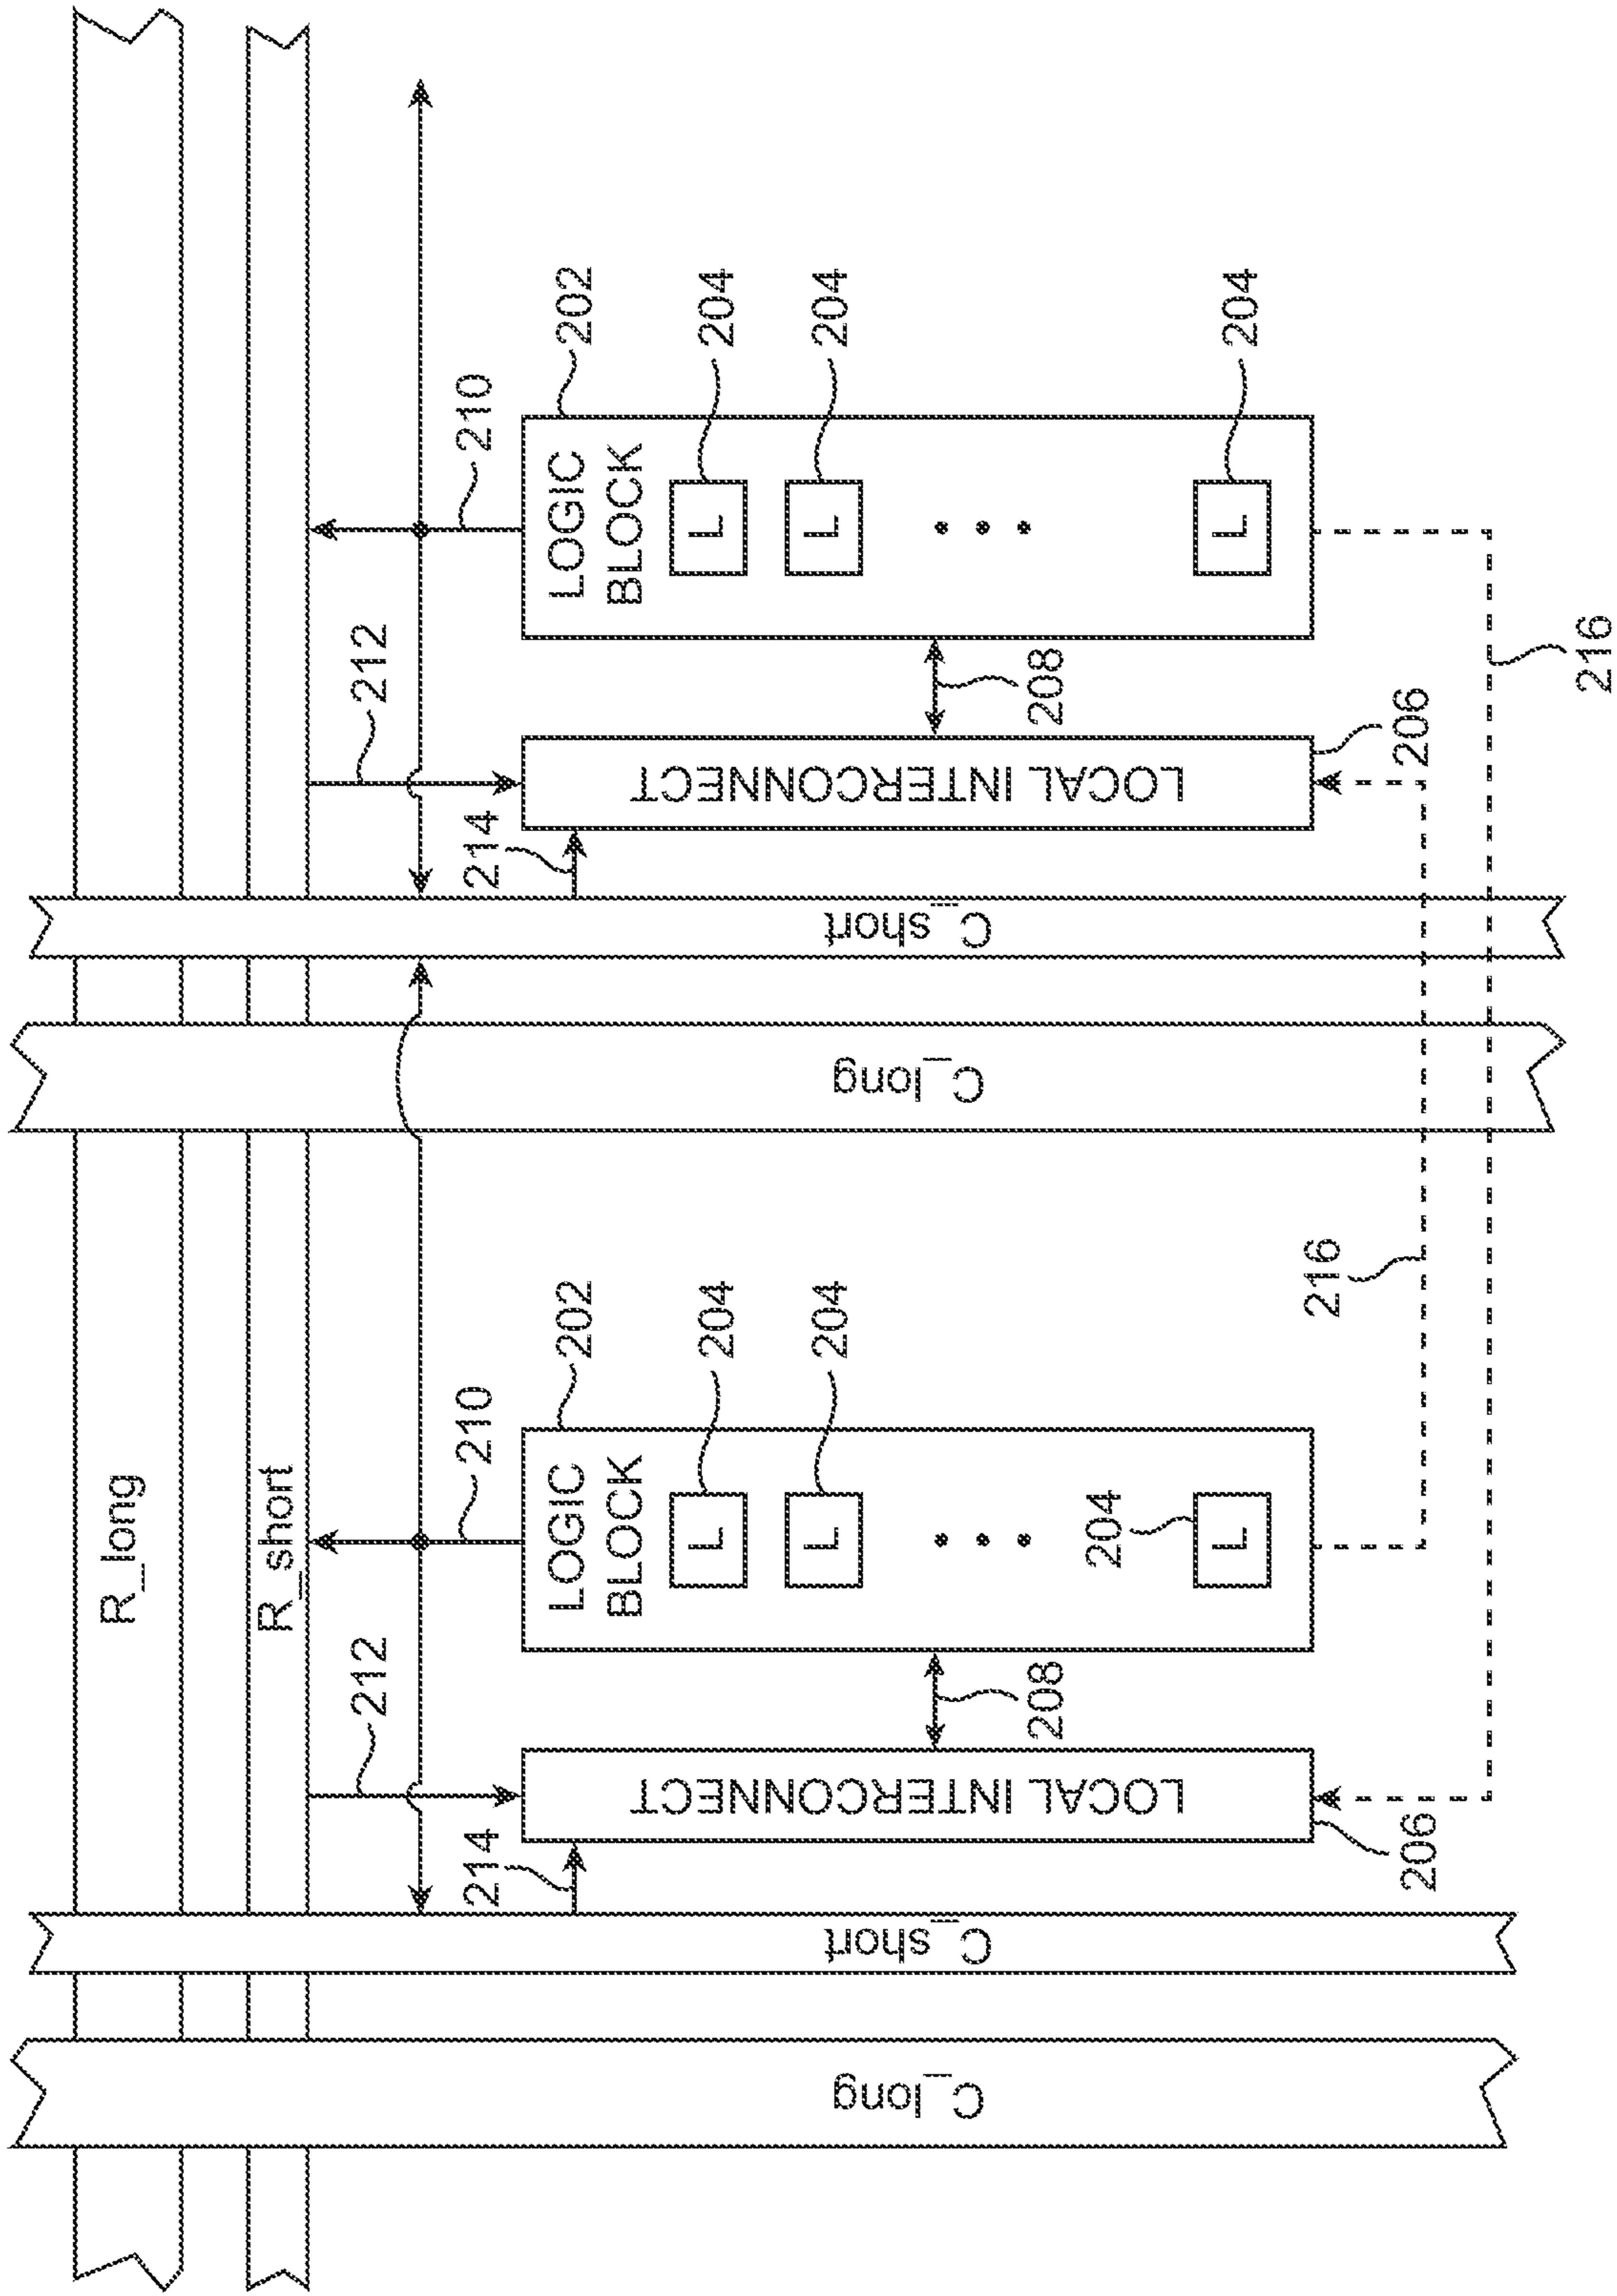 R_long
R_short
212
212
210
210
214
214
202
202
LOGIC
BLOCK
LOGIC
BLOCK
L
204
L
204
L
204
L
204
C_long
C_short
LOCAL INTERCONNECT
C_long
C_short
LOCAL INTERCONNECT
208
208
204
L
L
204
216
206
206
216